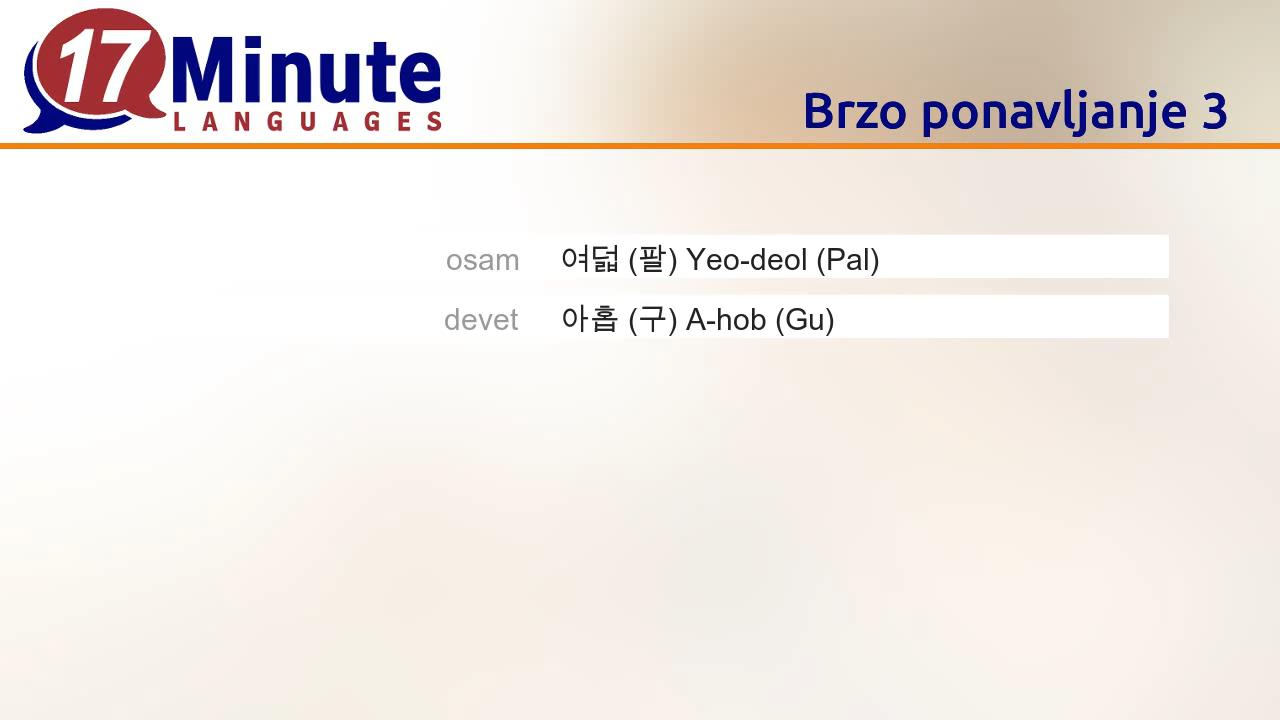 17 Minute
LANGUAGES
Brzo ponavljanje 3
osam 여덟 (팔) Yeo-deol (Pal)
devet 아홉 (구) A-hob (Gu)